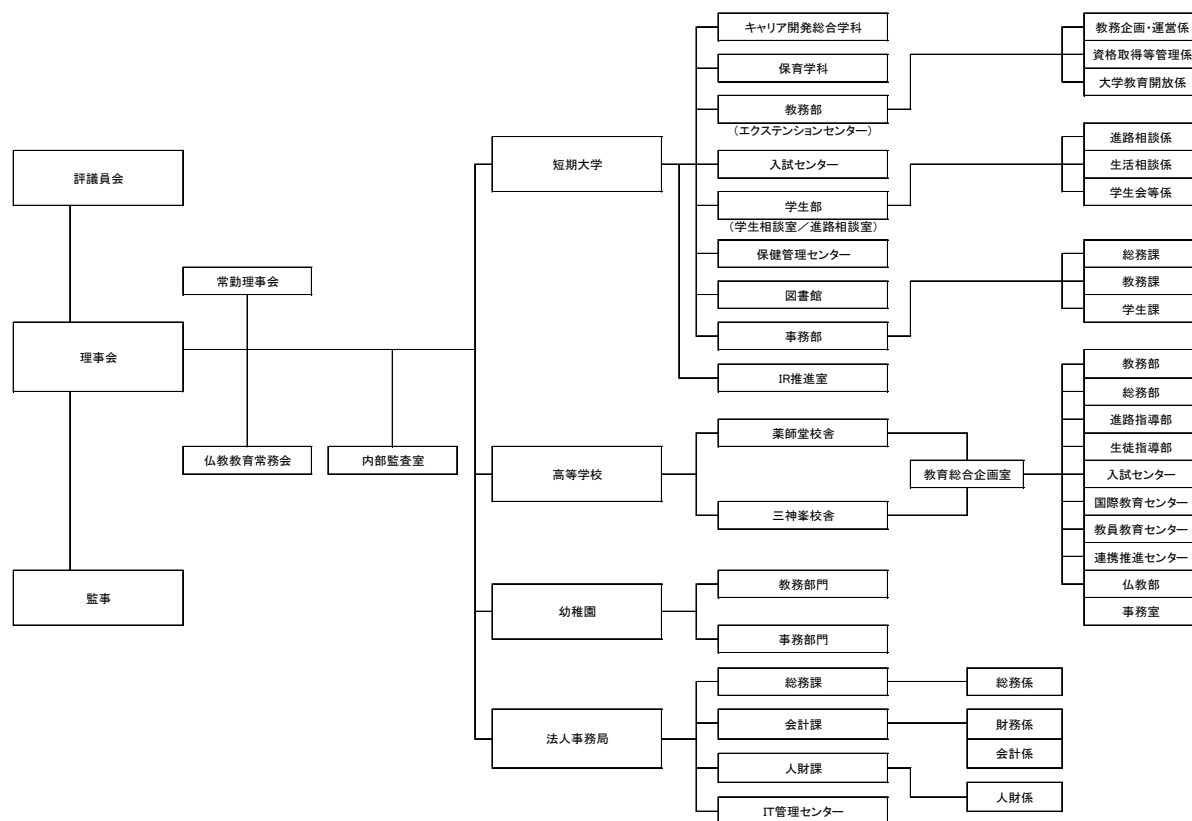 評議員会
理事会
監事
常勤理事会
仏教教育常務会
内部監査室
短期大学
キャリア開発総合学科
保育学科
教務部
（エクステンションセンター）
入試センター
学生部
（学生相談室／進路相談室）
保健管理センター
図書館
事務部
IR推進室
教務企画・運営係
資格取得等管理係
大学教育開放係
進路相談係
生活相談係
学生会等係
総務課
教務課
学生課
高等学校
薬師堂校舎
三神峯校舎
教育総合企画室
教務部
総務部
進路指導部
生徒指導部
入試センター
国際教育センター
教員教育センター
連携推進センター
仏教部
事務室
幼稚園
教務部門
事務部門
法人事務局
総務課
会計課
人財課
IT管理センター
総務係
財務係
会計係
人財係